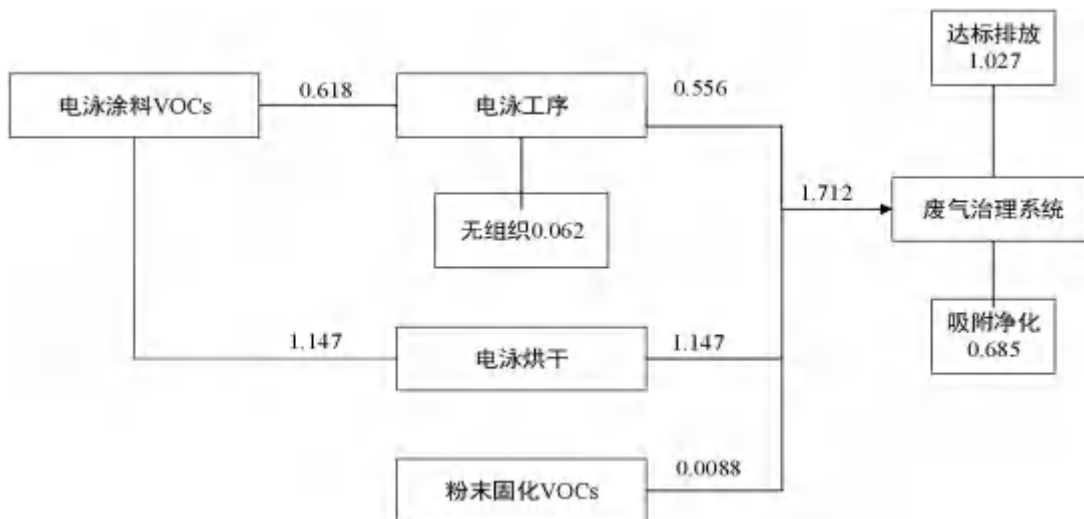 达标排放
1.027
电泳涂料VOCs
0.618
电泳工序
0.556
1.712
废气治理系统
无组织0.062
吸附净化
0.685
1.147
电泳烘干
1.147
粉末固化VOCs
0.0088